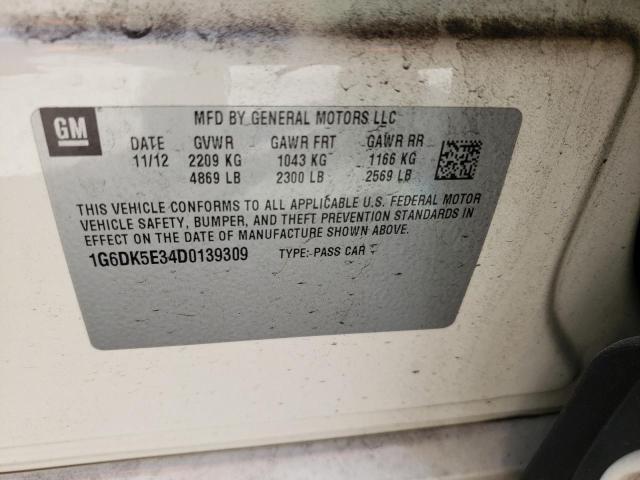 GM
MFD BY GENERAL MOTORS LLC
DATE GVWR GAWR FRT GAWR RR
11/12 2209 KG 1043 KG 1166 KG
4869 LB 2300 LB 2569 LB
THIS VEHICLE CONFORMS TO ALL APPLICABLE U.S. FEDERAL MOTOR
VEHICLE SAFETY, BUMPER, AND THEFT PREVENTION STANDARDS IN
EFFECT ON THE DATE OF MANUFACTURE SHOWN ABOVE.
1G6DK5E34D0139309 TYPE: PASS CAR